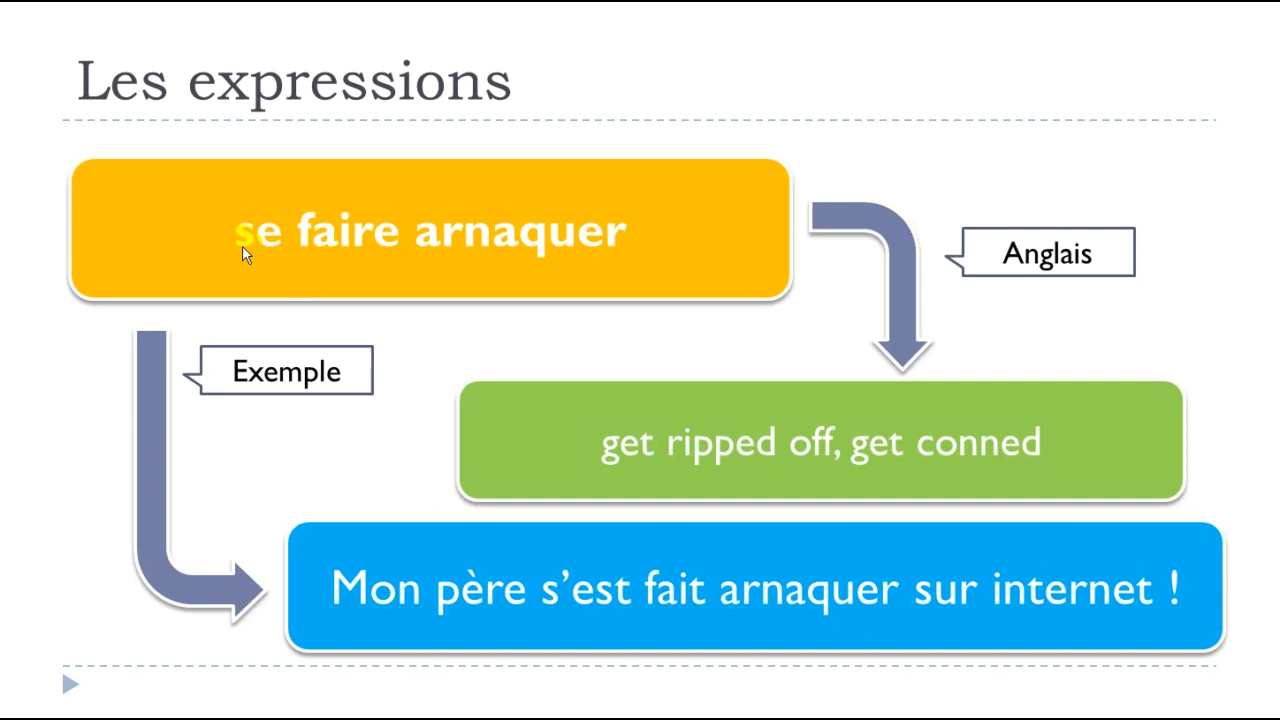 Les expressions
se faire arnaquer
Anglais
Exemple
get ripped off, get conned
Mon père s’est fait arnaquer sur internet !